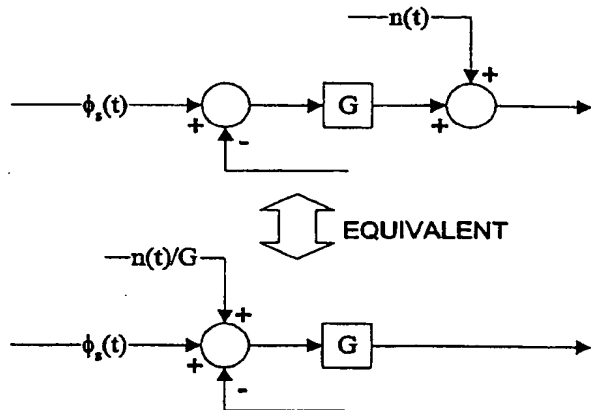 n(t)
+
ϕₛ(t)
+
-
G
+
EQUIVALENT
n(t)/G
+
ϕₛ(t)
+
-
G